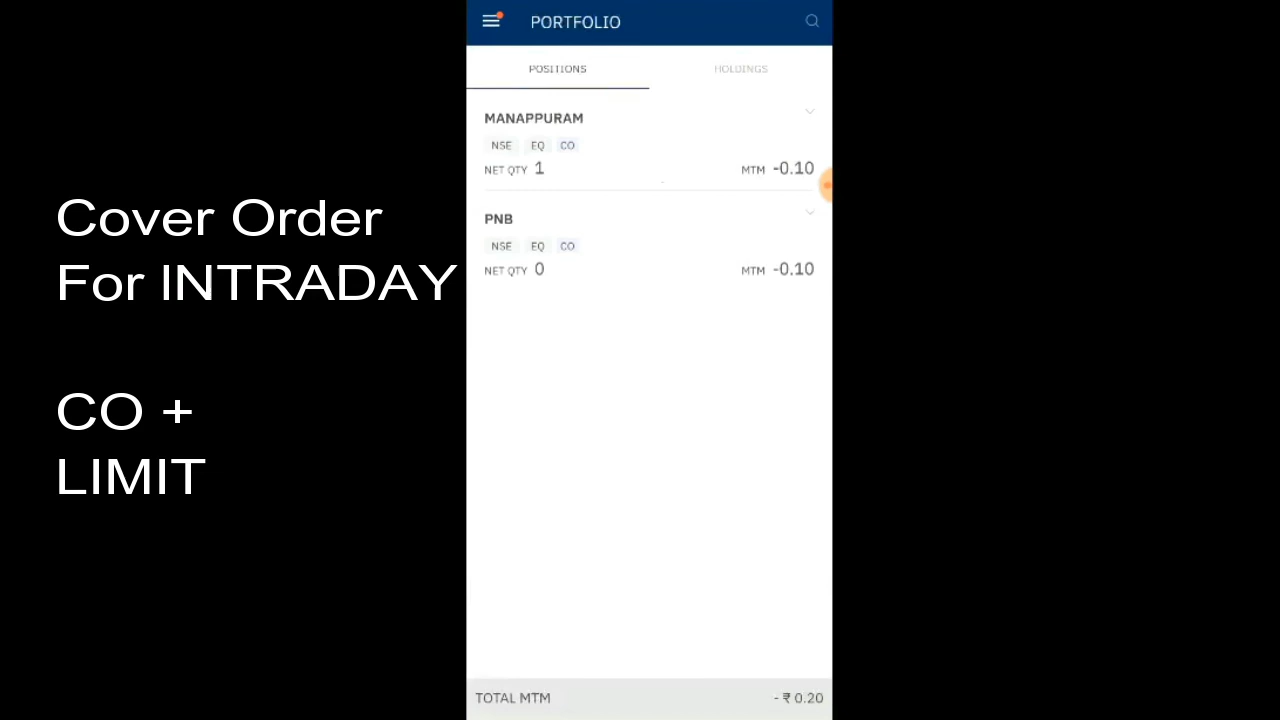 PORTFOLIO
POSITIONS HOLDINGS
MANAPPURAM
NSE EQ CO
NET QTY 1 MTM -0.10
PNB
NSE EQ CO
NET QTY 0 MTM -0.10
TOTAL MTM - ₹ 0.20
Cover Order
For INTRADAY
CO +
LIMIT